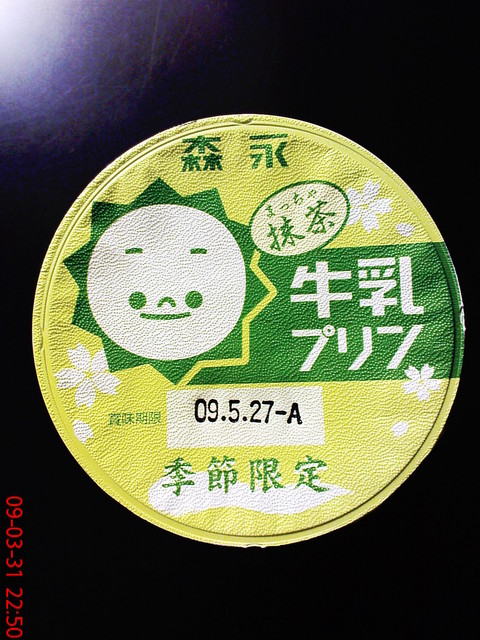 森永
まっちゃ
抹茶
牛乳
プリン
賞味期限
09.5.27-A
季節限定
09-03-31 22:50